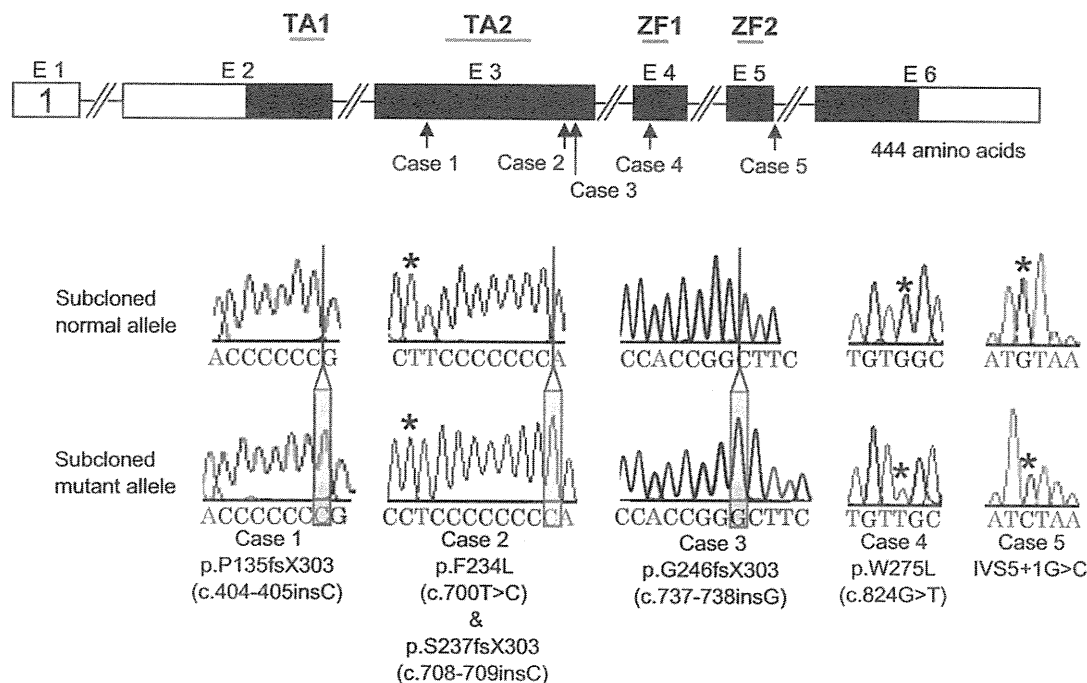 TA1 TA2 ZF1 ZF2
E 1 E 2 E 3 E 4 E 5 E 6
1
Case 1 Case 2 Case 4 Case 5 444 amino acids
Case 3
* * *
Subcloned
normal allele
ACCCCCCG CTTCCCCCCCA CCACCGGCTTC TGTGGC ATGTAA
* * *
Subcloned
mutant allele
ACCCCCCCG CCTCCCCCCCCA CCACCGGGCTTC TGTTGC ATCTAA
Case 1 Case 2 Case 3 Case 4 Case 5
p.P135fsX303 p.F234L p.G246fsX303 p.W275L IVS5+1G>C
(c.404-405insC) (c.700T>C) (c.737-738insG) (c.824G>T)
&
p.S237fsX303
(c.708-709insC)